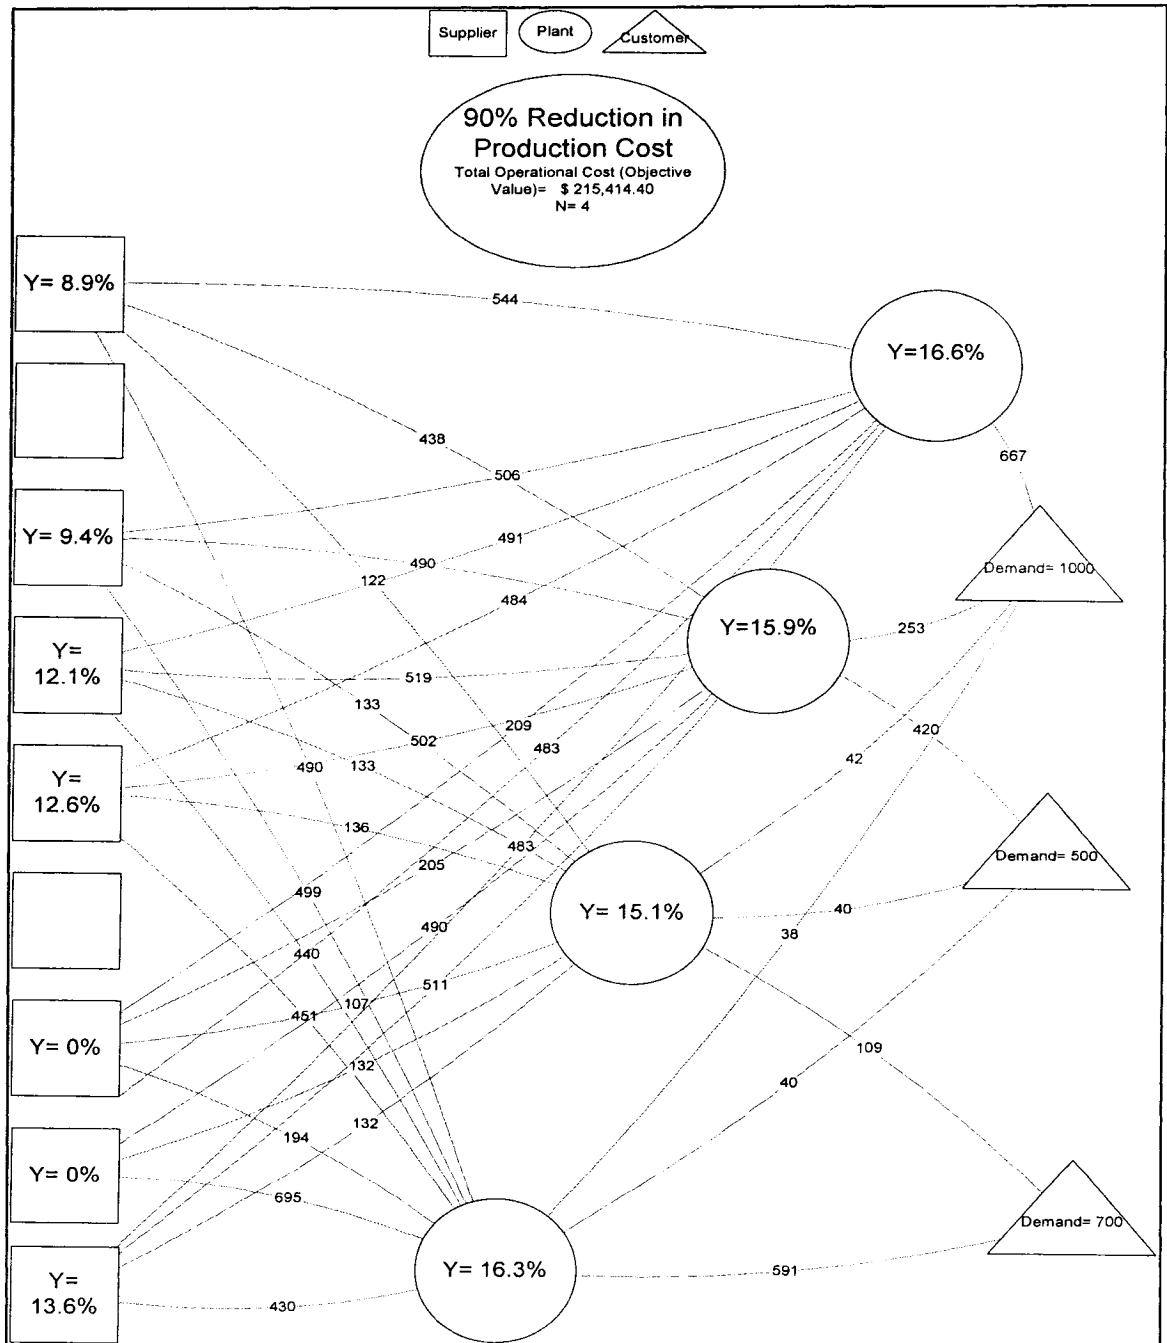 Supplier
Plant
Customer
90% Reduction in
Production Cost
Total Operational Cost (Objective
Value)= $ 215,414.40
N= 4
Y= 8.9%
544
Y=16.6%
438
667
506
Y= 9.4%
491
490
Demand= 1000
122
484
Y=15.9%
253
Y=
12.1%
519
133
209
420
502
483
42
490
133
Y=
12.6%
136
483
Demand= 500
205
499
Y= 15.1%
40
490
38
440
511
107
451
Y= 0%
109
132
40
132
194
Y= 0%
695
Demand= 700
Y= 16.3%
591
Y=
13.6%
430